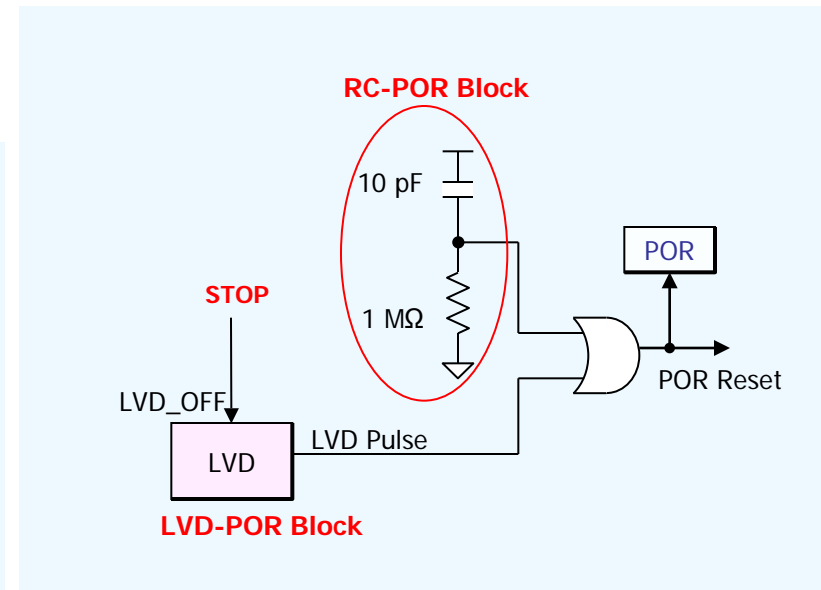 RC-POR Block
10 pF
POR
STOP
1 MΩ
POR Reset
LVD_OFF
LVD Pulse
LVD
LVD-POR Block